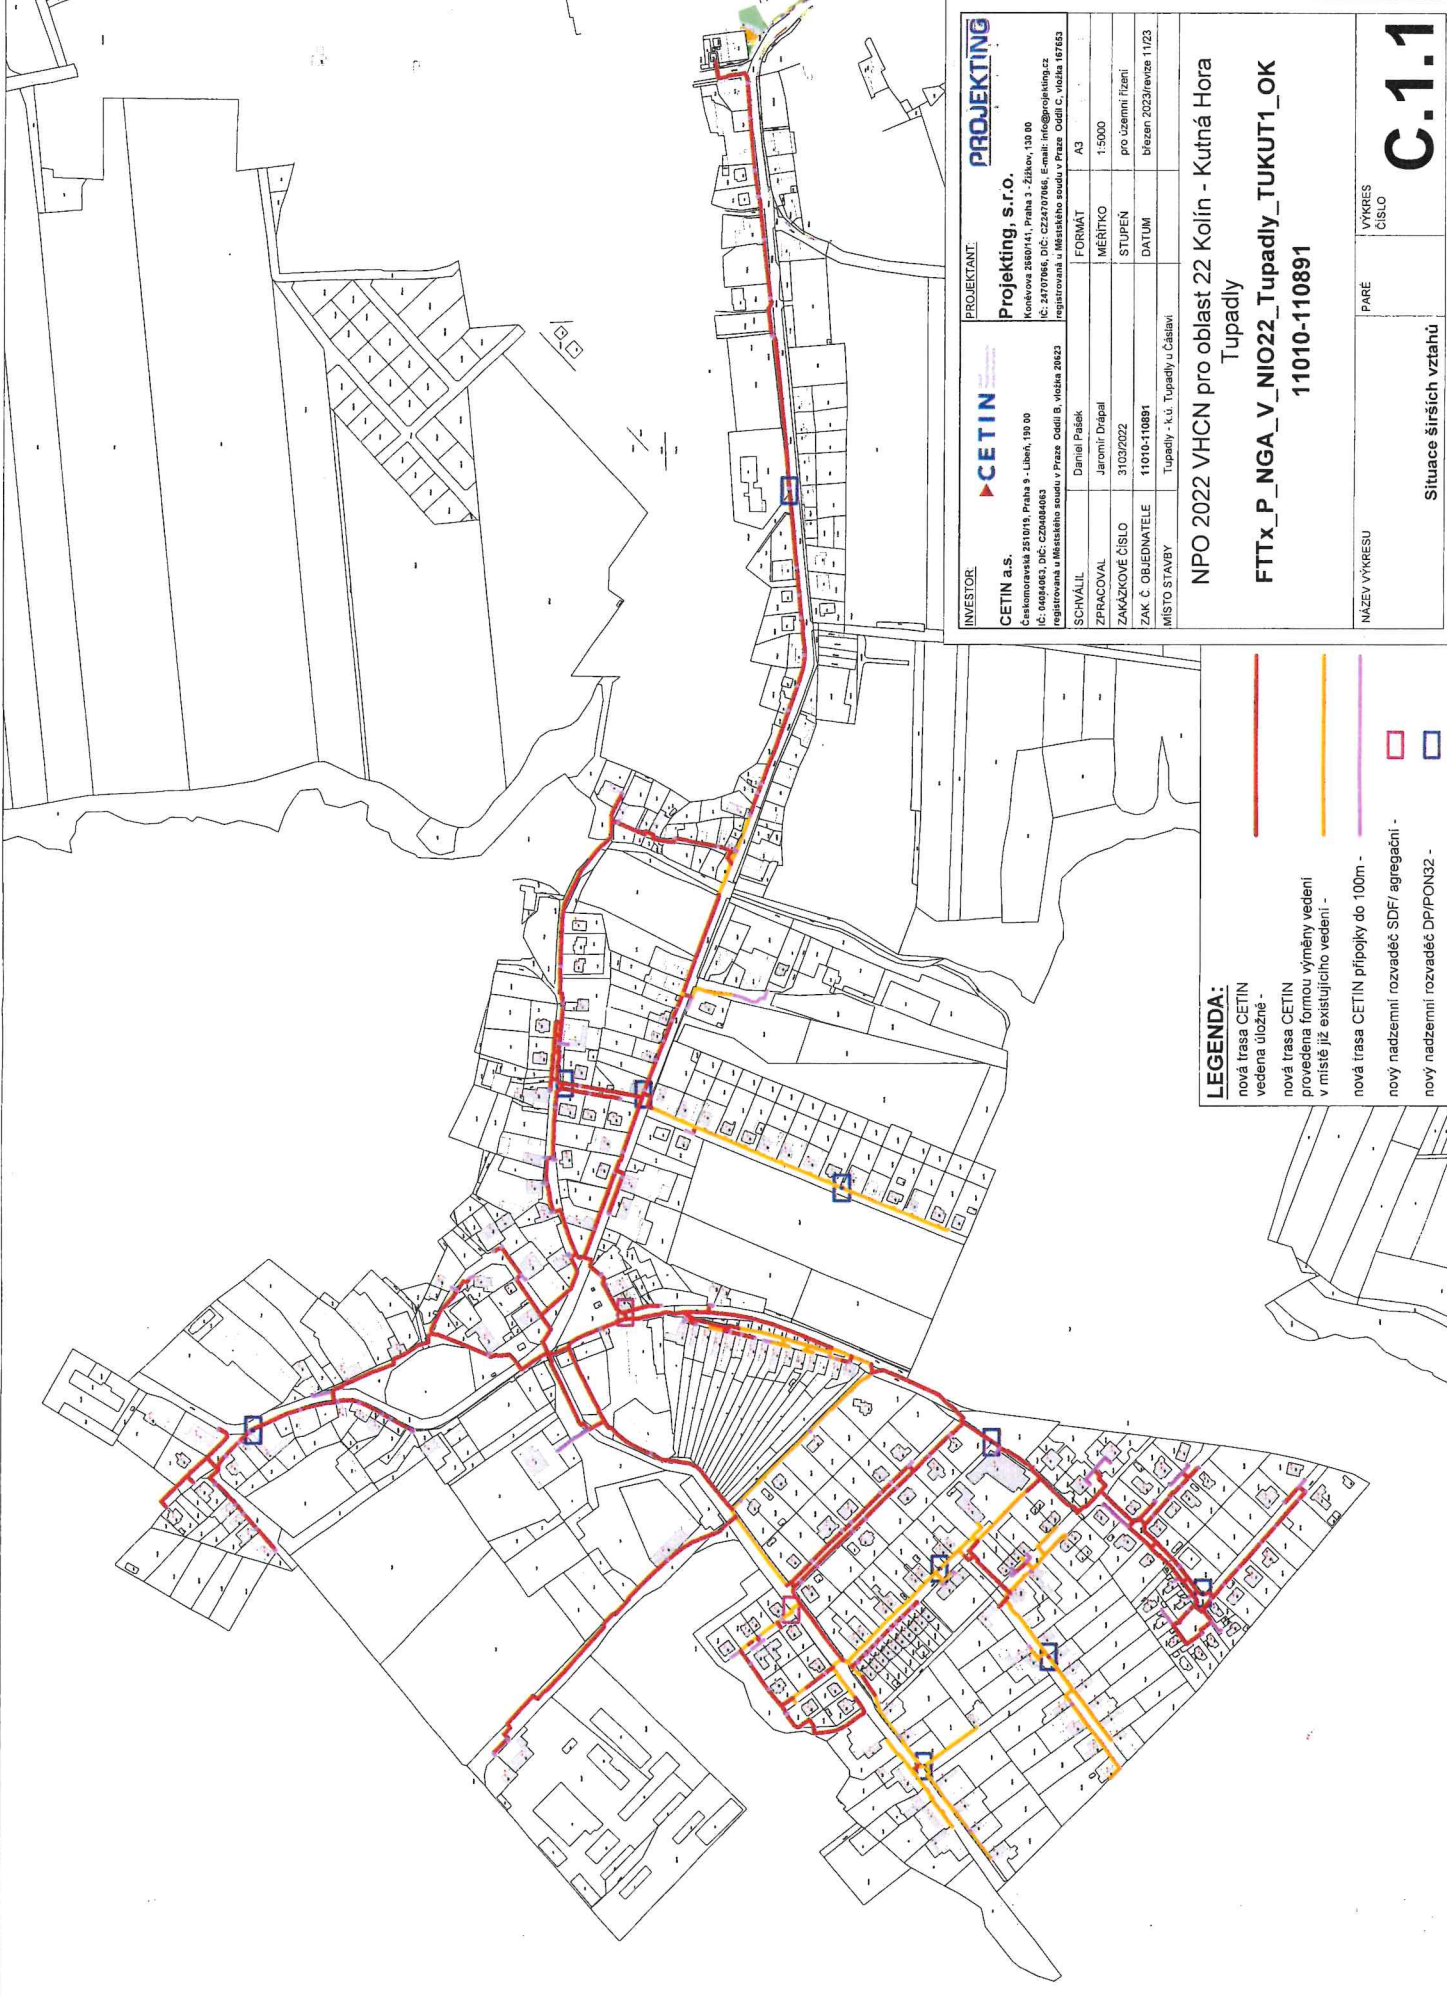 INVESTOR:
CETIN
CETIN a.s.
Českomoravská 2510/19, Praha 9 - Libeň, 190 00
IČ: 04084063, DIČ: CZ04084063
registrovaná u Městského soudu v Praze Oddíl B, vložka 20623
PROJEKTANT:
PROJEKTING
Projekting, s.r.o.
Koněvova 2660/141, Praha 3 - Žižkov, 130 00
IČ: 24707066, DIČ: CZ24707066, E-mail: info@projekting.cz
registrovaná u Městského soudu v Praze Oddíl C, vložka 167653
SCHVÁLIL Daniel Pašek FORMÁT A3
ZPRACOVAL Jaromír Drápal MĚŘÍTKO 1:5000
ZAKÁZKOVÉ ČÍSLO 3103/2022 STUPEŇ pro územní řízení
ZAK. Č. OBJEDNATELE 11010-110891 DATUM březen 2023/revize 11/23
MÍSTO STAVBY Tupadly - k.ú. Tupadly u Čáslavi
NPO 2022 VHCN pro oblast 22 Kolín - Kutná Hora
Tupadly
FTTx_P_NGA_V_NIO22_Tupadly_TUKUT1_OK
11010-110891
NÁZEV VÝKRESU
Situace širších vztahů
PARÉ
VÝKRES
ČÍSLO
C.1.1
LEGENDA:
nová trasa CETIN
vedena úložně -
nová trasa CETIN
provedena formou výměny vedení
v místě již existujícího vedení -
nová trasa CETIN přípojky do 100m -
nový nadzemní rozvaděč SDF/ agregační -
nový nadzemní rozvaděč DP/PON32 -